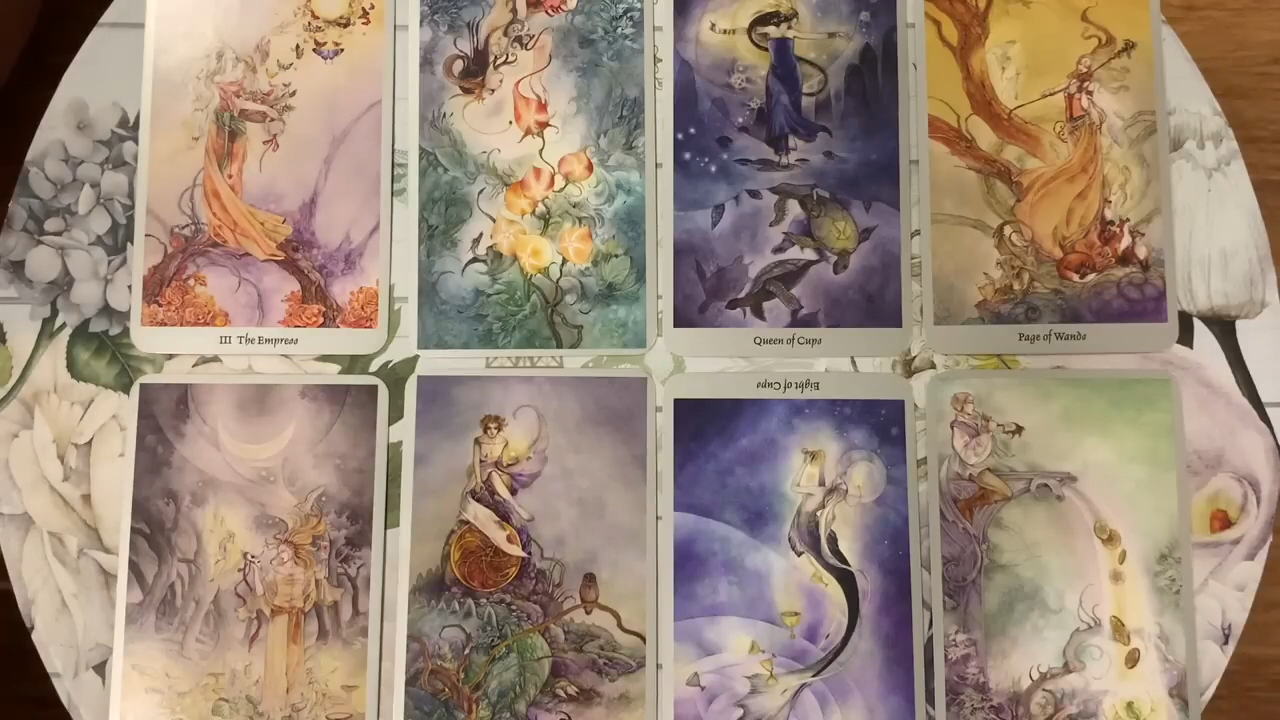 III The Empress
Queen of Cups
Page of Wands
Eight of Cups